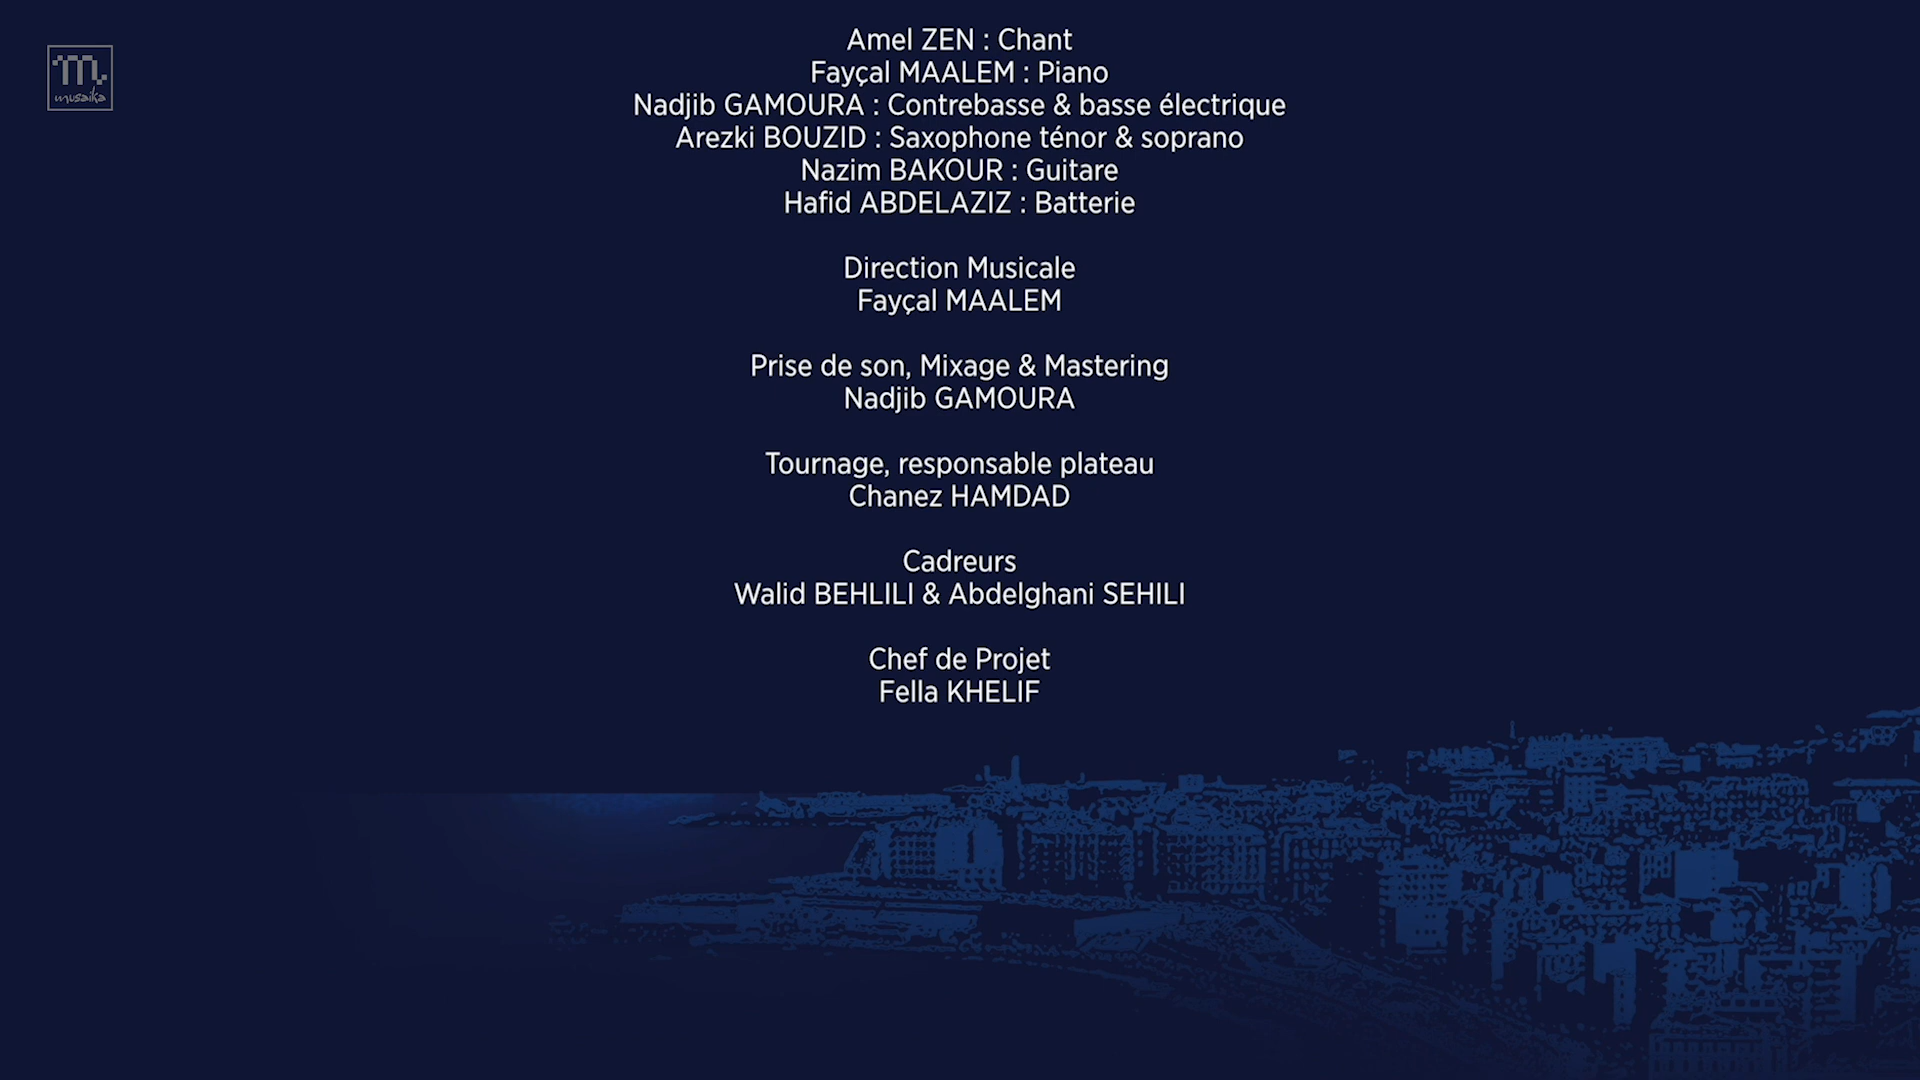 musaika
Amel ZEN : Chant
Fayçal MAALEM : Piano
Nadjib GAMOURA : Contrebasse & basse électrique
Arezki BOUZID : Saxophone ténor & soprano
Nazim BAKOUR : Guitare
Hafid ABDELAZIZ : Batterie
Direction Musicale
Fayçal MAALEM
Prise de son, Mixage & Mastering
Nadjib GAMOURA
Tournage, responsable plateau
Chanez HAMDAD
Cadreurs
Walid BEHLILI & Abdelghani SEHILI
Chef de Projet
Fella KHELIF